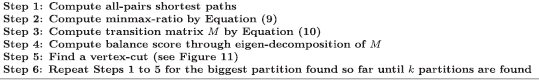 Step 1: Compute all-pairs shortest paths
Step 2: Compute minmax-ratio by Equation (9)
Step 3: Compute transition matrix M by Equation (10)
Step 4: Compute balance score through eigen-decomposition of M
Step 5: Find a vertex-cut (see Figure 11)
Step 6: Repeat Steps 1 to 5 for the biggest partition found so far until k partitions are found